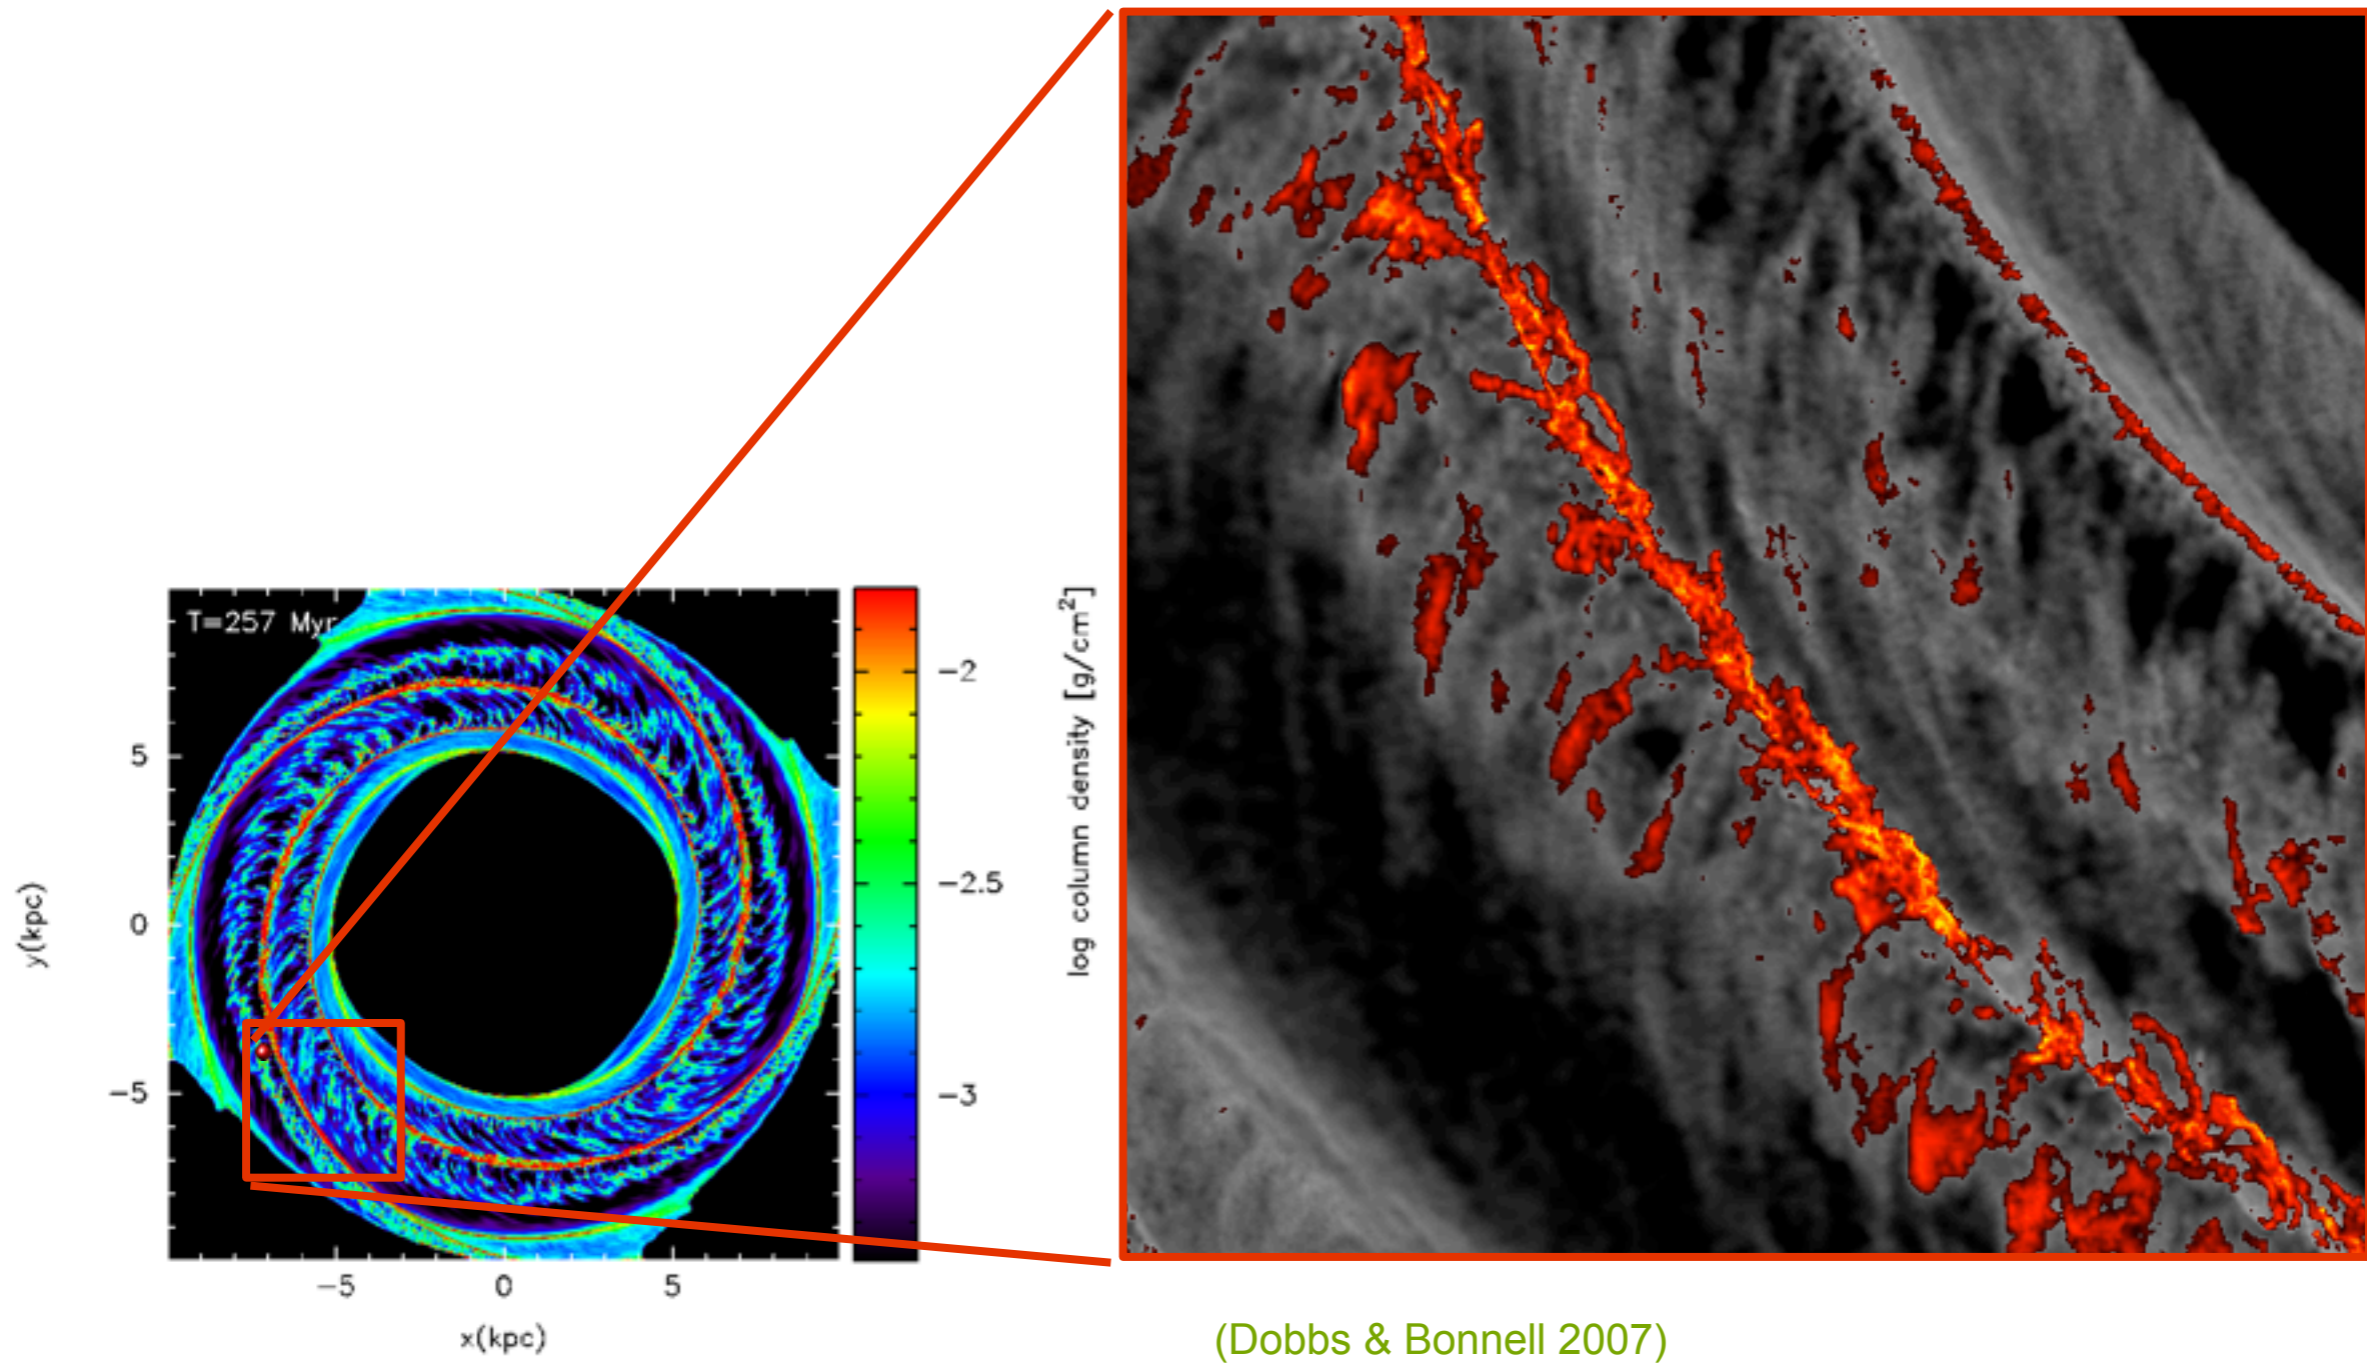 T=257 Myr
−2
−2.5
−3
log column density [g/cm²]
5
0
−5
y(kpc)
−5
0
5
x(kpc)
(Dobbs & Bonnell 2007)